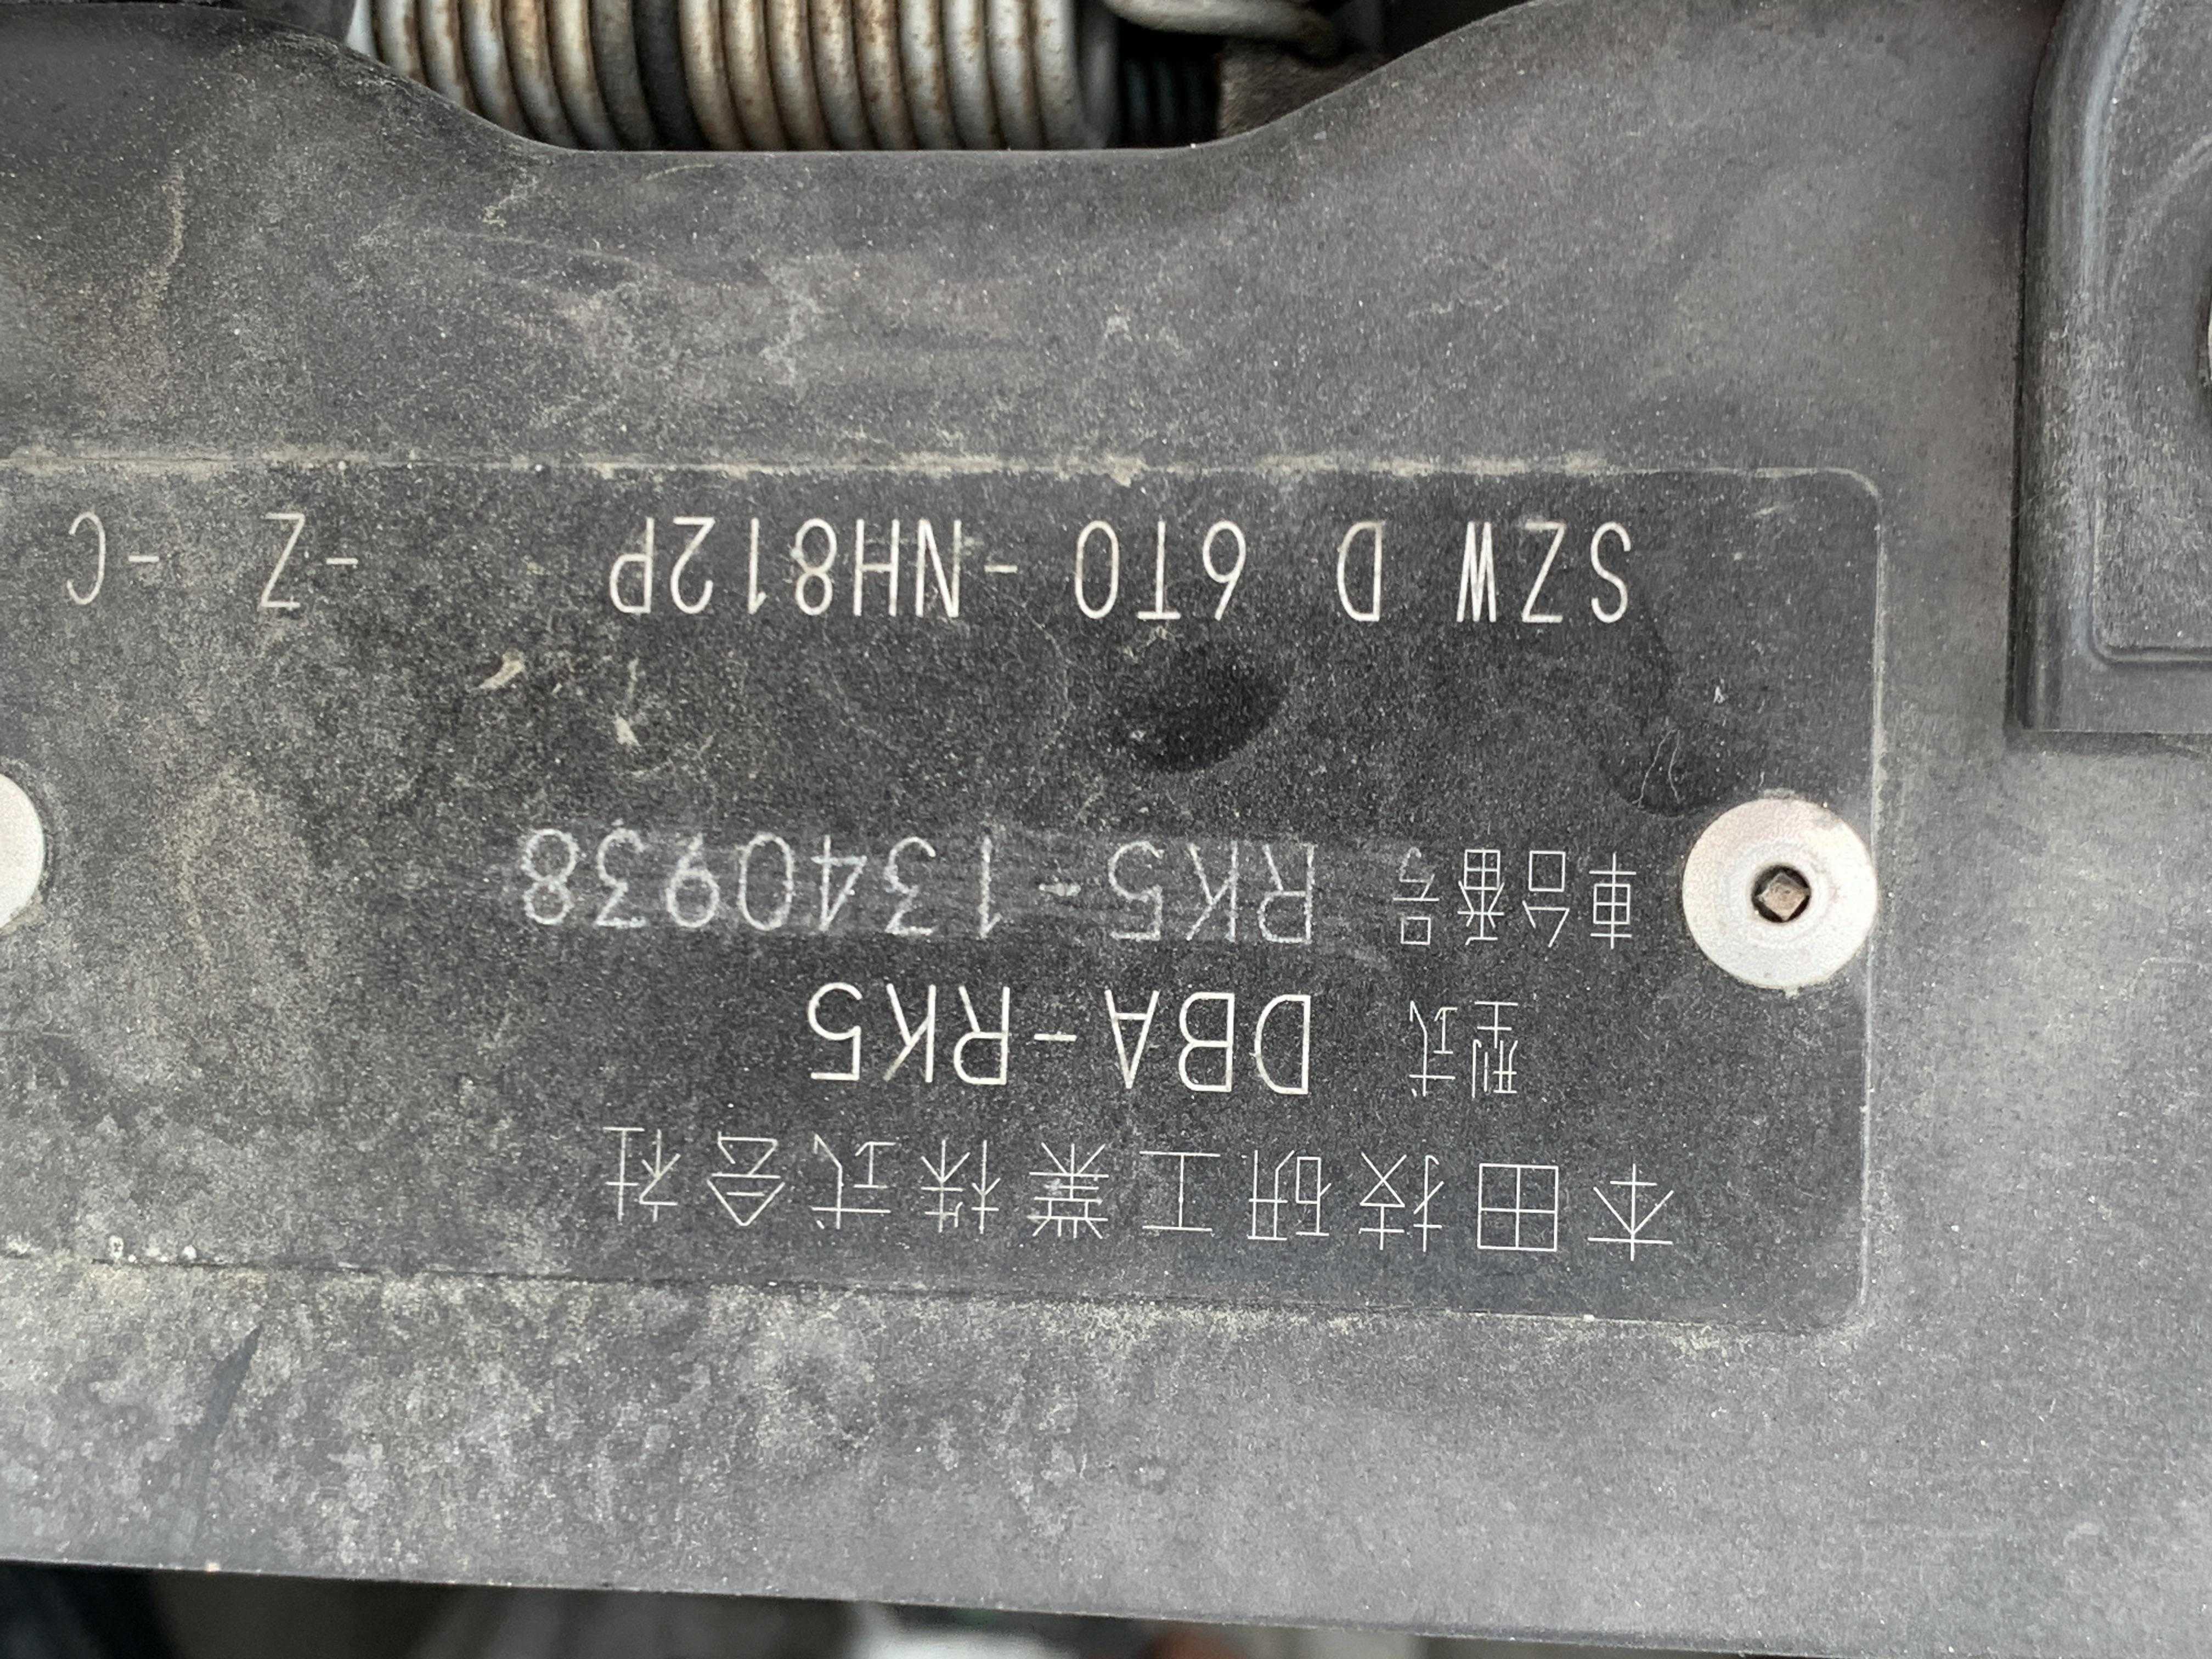 本田技研工業株式会社
型式 DBA-RK5
車台番号 RK5-1340938
SZW D 6T0 -NH812P -Z -C